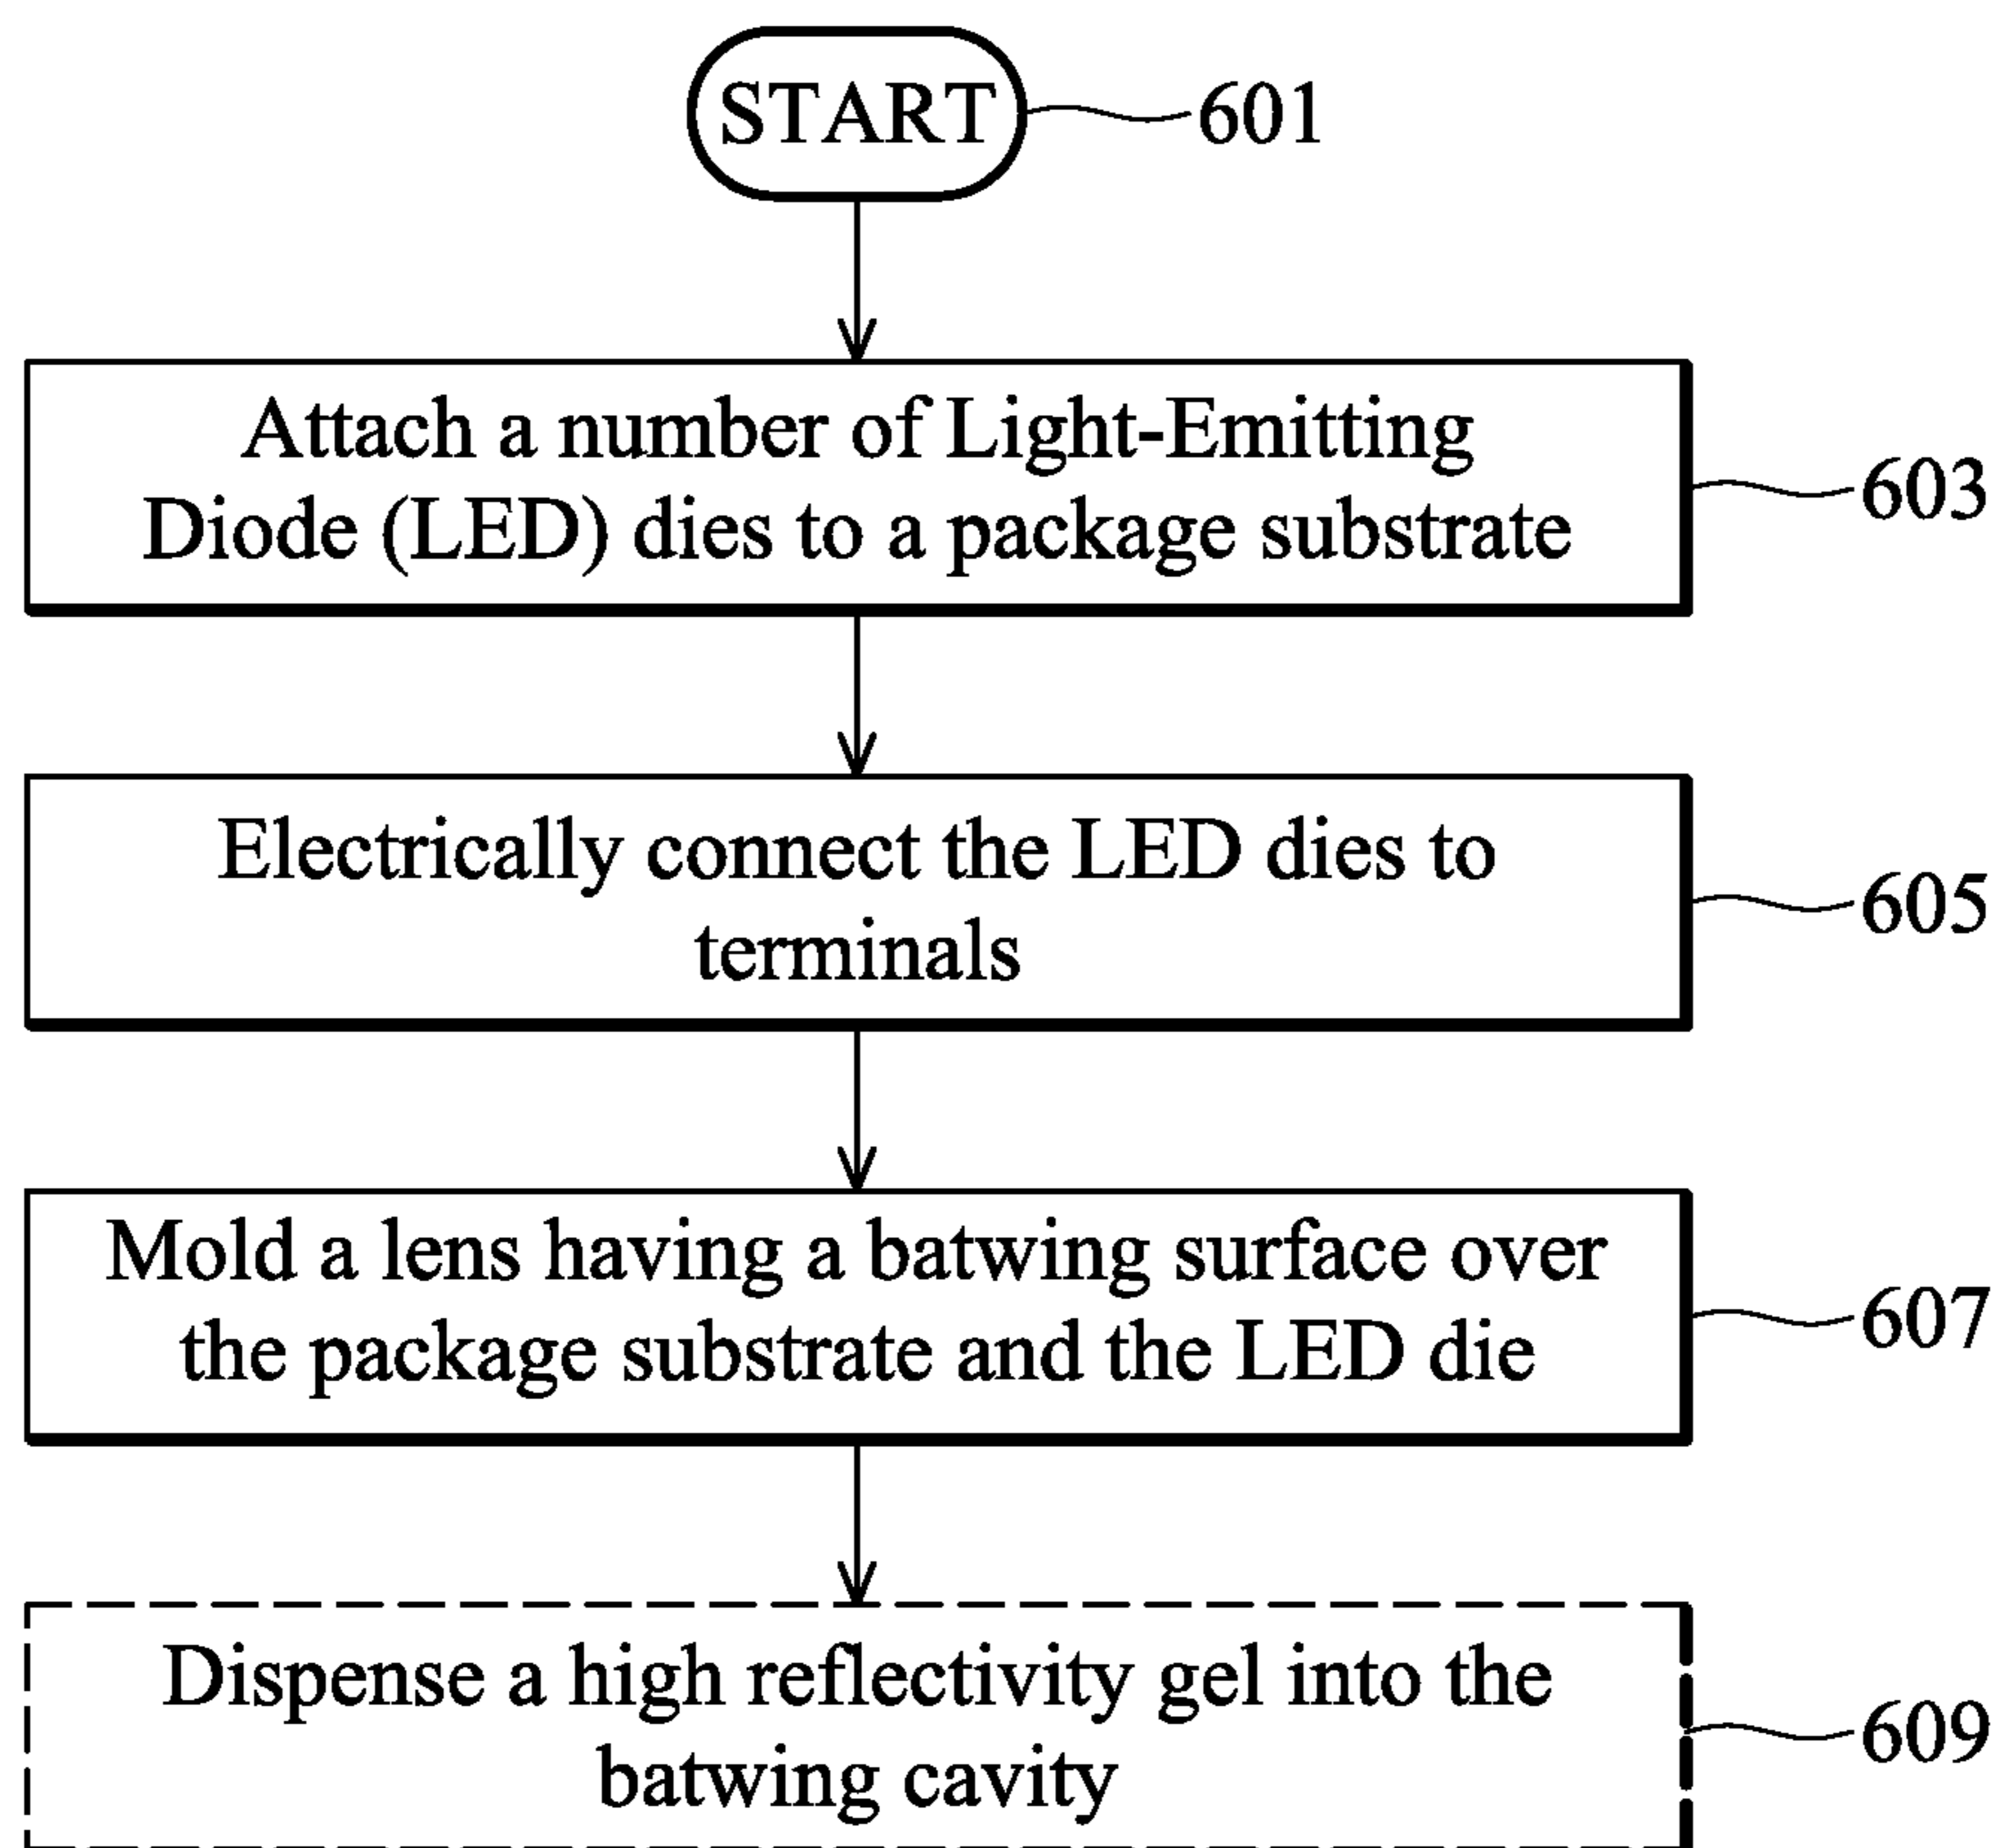 START
601
Attach a number of Light-Emitting
Diode (LED) dies to a package substrate
603
Electrically connect the LED dies to
terminals
605
Mold a lens having a batwing surface over
the package substrate and the LED die
607
Dispense a high reflectivity gel into the
batwing cavity
609